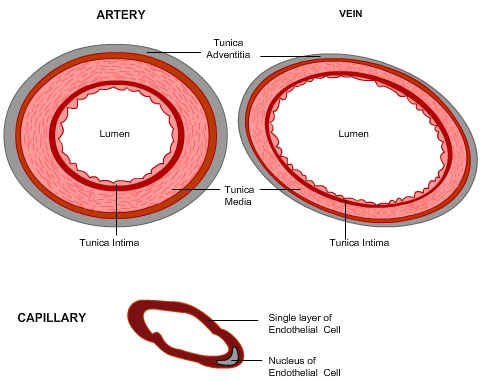 ARTERY
VEIN
Tunica
Adventitia
Lumen
Lumen
Tunica
Media
Tunica Intima
Tunica Intima
CAPILLARY
Single layer of
Endothelial Cell
Nucleus of
Endothelial Cell